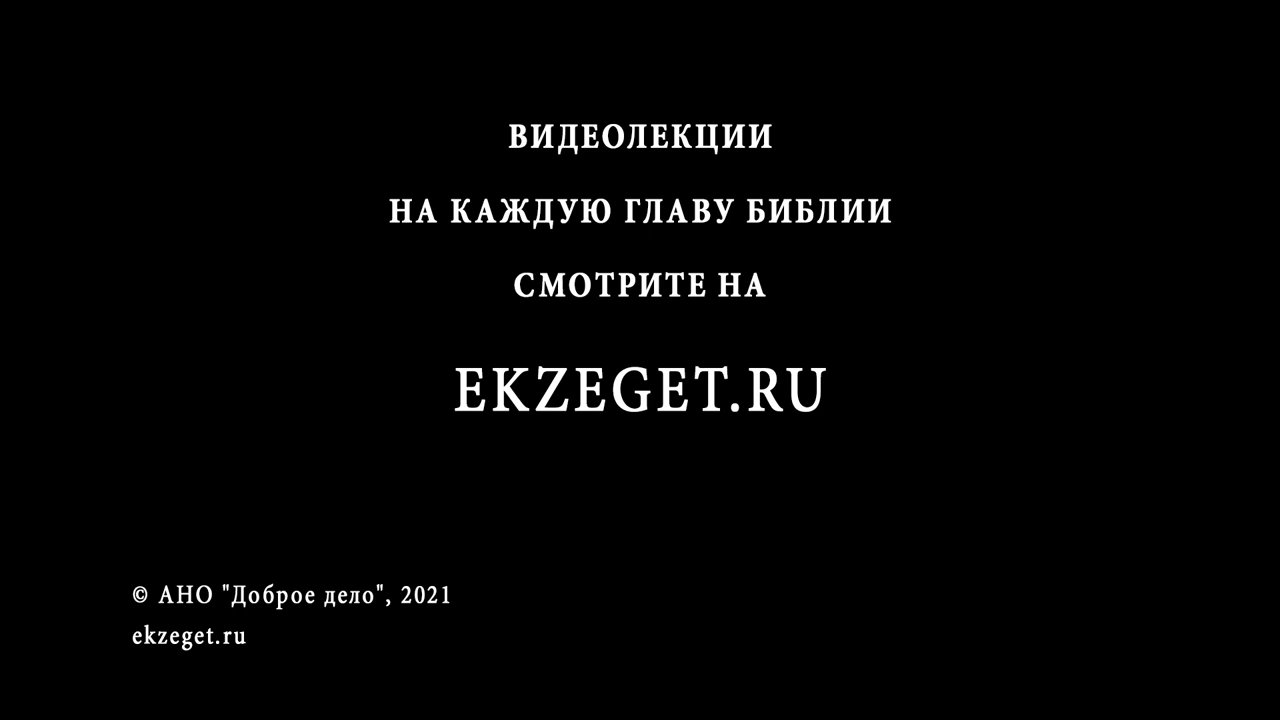 ВИДЕОЛЕКЦИИ
НА КАЖДУЮ ГЛАВУ БИБЛИИ
СМОТРИТЕ НА
EKZEGET.RU
© АНО "Доброе дело", 2021
ekzeget.ru